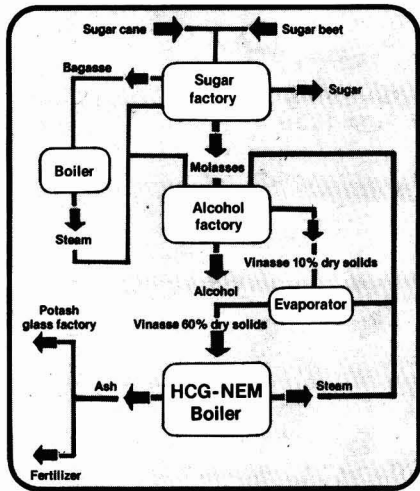 Sugar cane
Sugar beet
Bagasse
Sugar
factory
Sugar
Boiler
Molasses
Steam
Alcohol
factory
Vinasse 10% dry solids
Alcohol
Evaporator
Potash
glass factory
Vinasse 60% dry solids
Ash
HCG-NEM
Boiler
Steam
Fertilizer